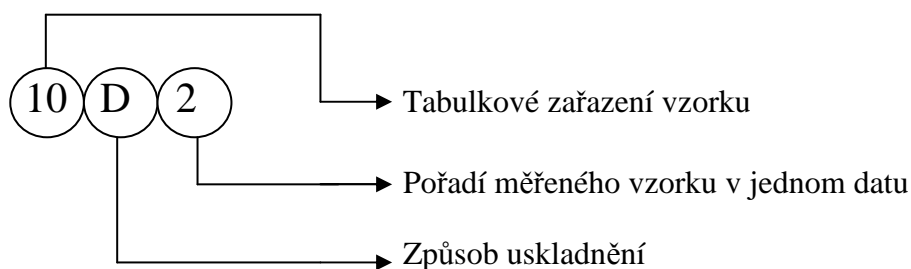 10 D 2
Tabulkové zařazení vzorku
Pořadí měřeného vzorku v jednom datu
Způsob uskladnění